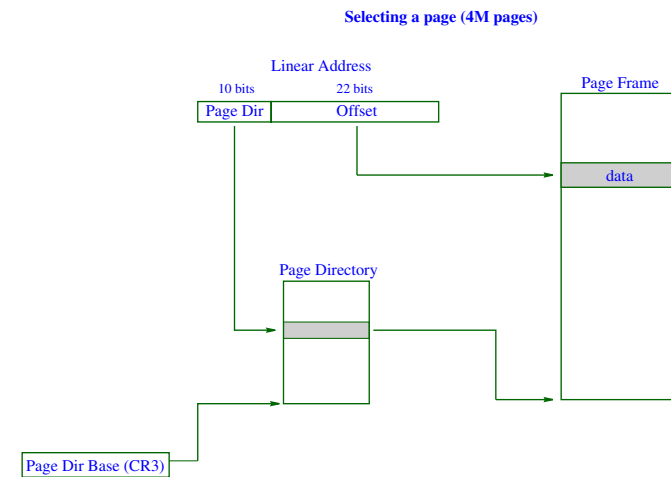 Selecting a page (4M pages)
Linear Address
10 bits 22 bits
Page Dir Offset
Page Frame
data
Page Directory
Page Dir Base (CR3)